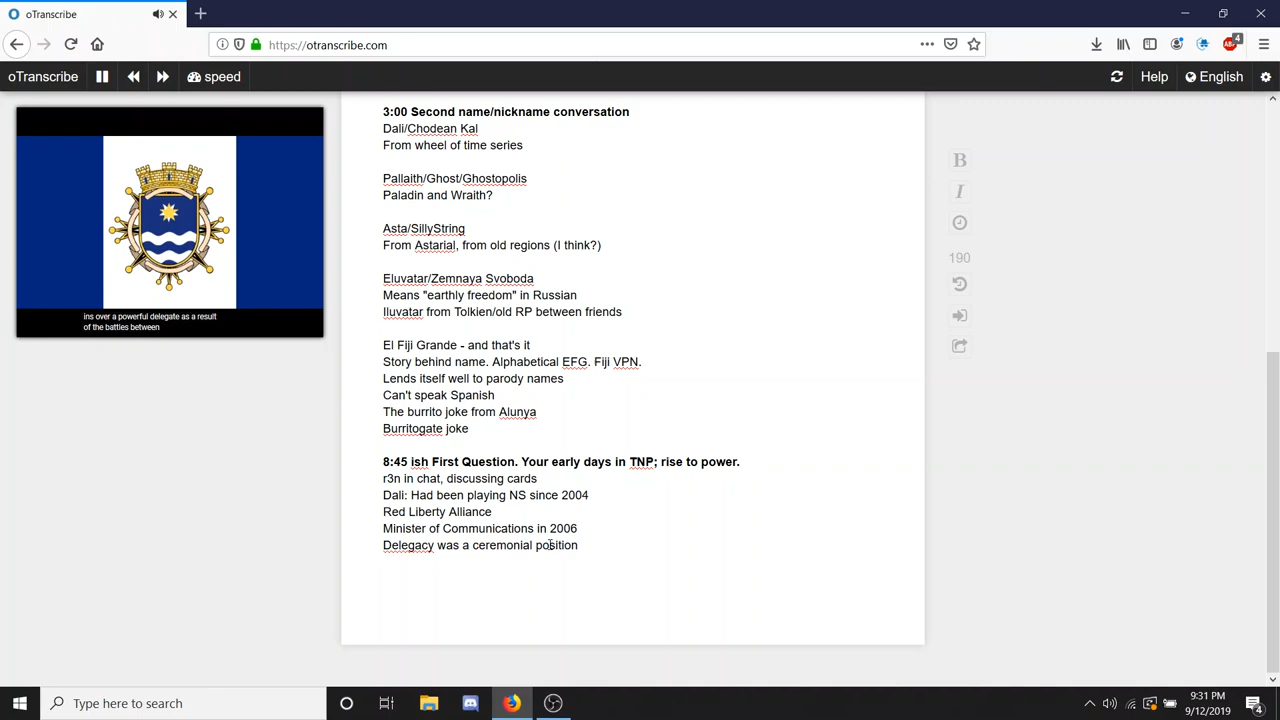 oTranscribe
https://otranscribe.com
4
oTranscribe
speed
Help
English
3:00 Second name/nickname conversation
Dali/Chodean Kal
From wheel of time series
Pallaith/Ghost/Ghostopolis
Paladin and Wraith?
Asta/SillyString
From Astarial, from old regions (I think?)
Eluvatar/Zemnaya Svoboda
Means "earthly freedom" in Russian
Iluvatar from Tolkien/old RP between friends
El Fiji Grande - and that's it
Story behind name. Alphabetical EFG. Fiji VPN.
Lends itself well to parody names
Can't speak Spanish
The burrito joke from Alunya
Burritogate joke
8:45 ish First Question. Your early days in TNP; rise to power.
r3n in chat, discussing cards
Dali: Had been playing NS since 2004
Red Liberty Alliance
Minister of Communications in 2006
Delegacy was a ceremonial position
ins over a powerful delegate as a result
of the battles between
B
I
190
Type here to search
9:31 PM
9/12/2019
4